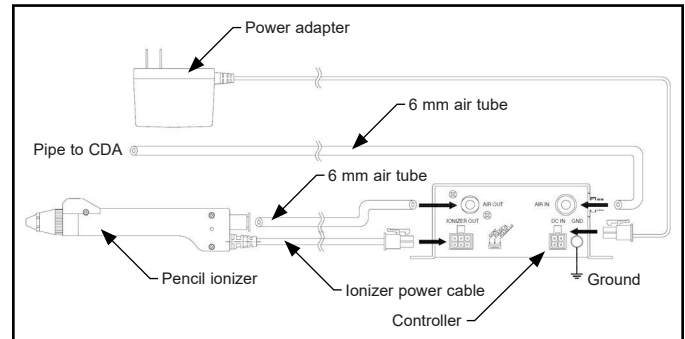 Power adapter
6 mm air tube
Pipe to CDA
6 mm air tube
AIR OUT
AIR IN
IONIZER OUT
DC IN GND
Pencil ionizer
Ionizer power cable
Ground
Controller